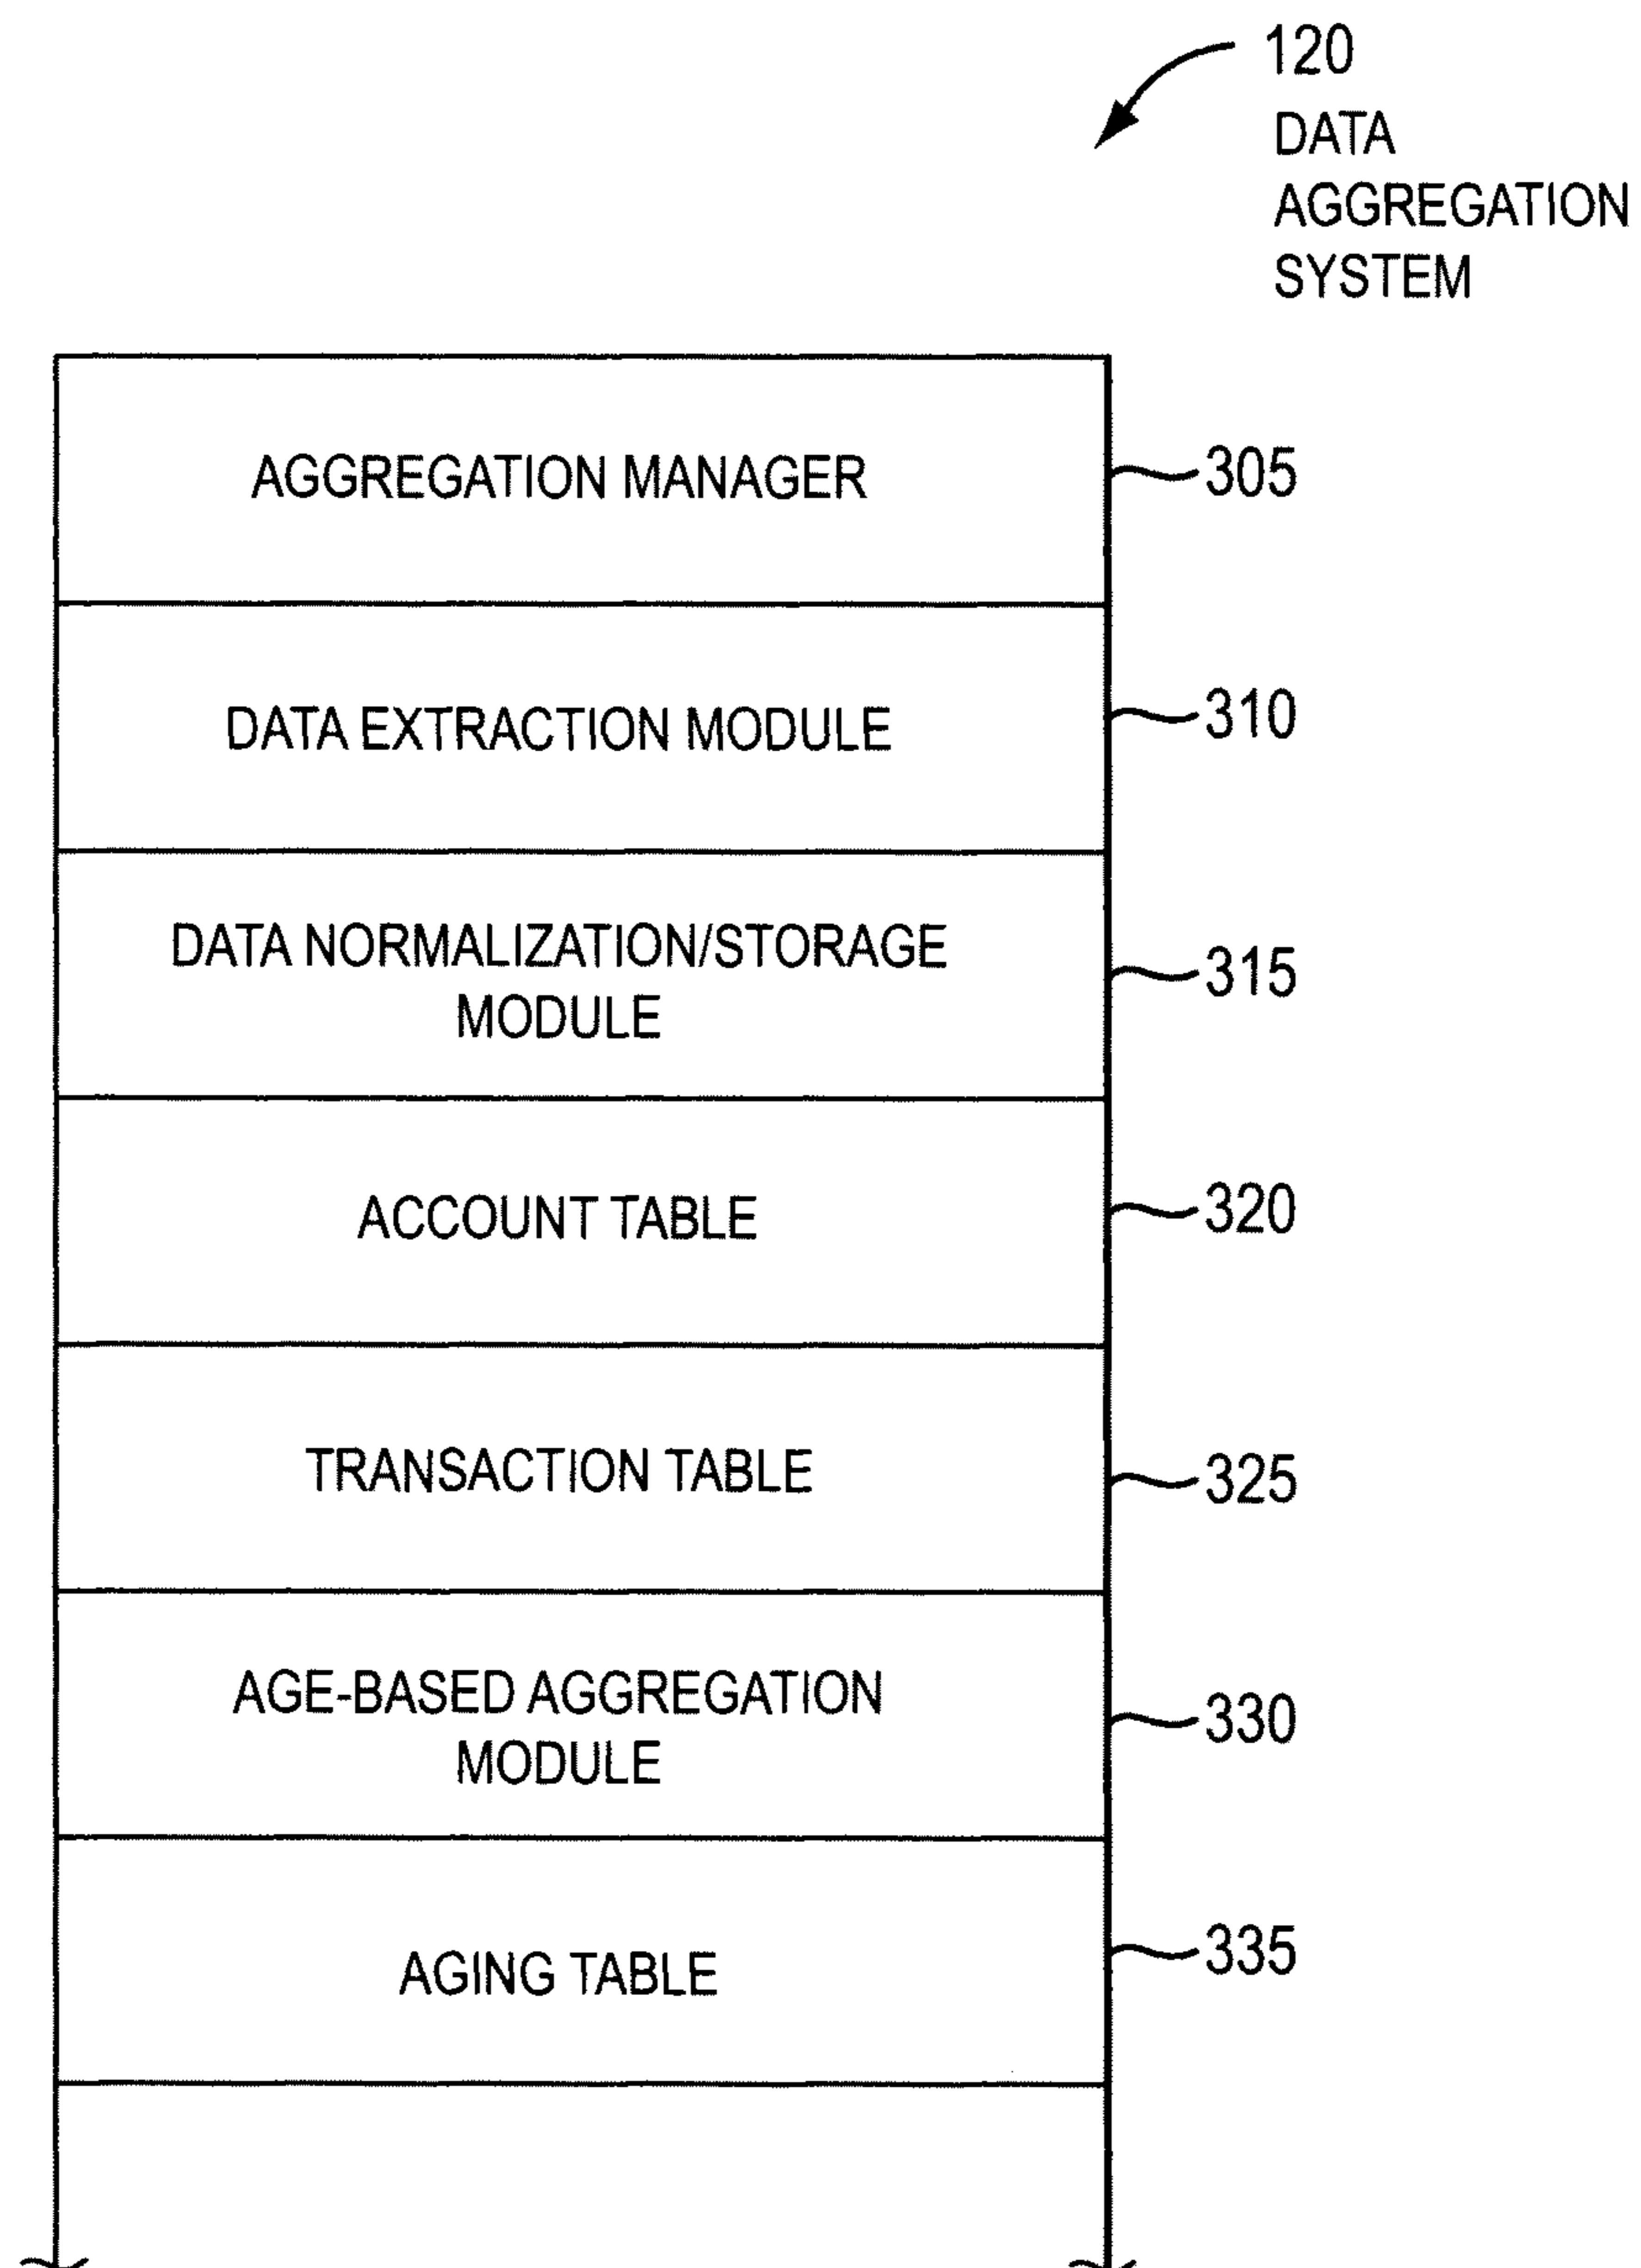 120
DATA
AGGREGATION
SYSTEM
AGGREGATION MANAGER
305
DATA EXTRACTION MODULE
310
DATA NORMALIZATION/STORAGE
MODULE
315
ACCOUNT TABLE
320
TRANSACTION TABLE
325
AGE-BASED AGGREGATION
MODULE
330
AGING TABLE
335